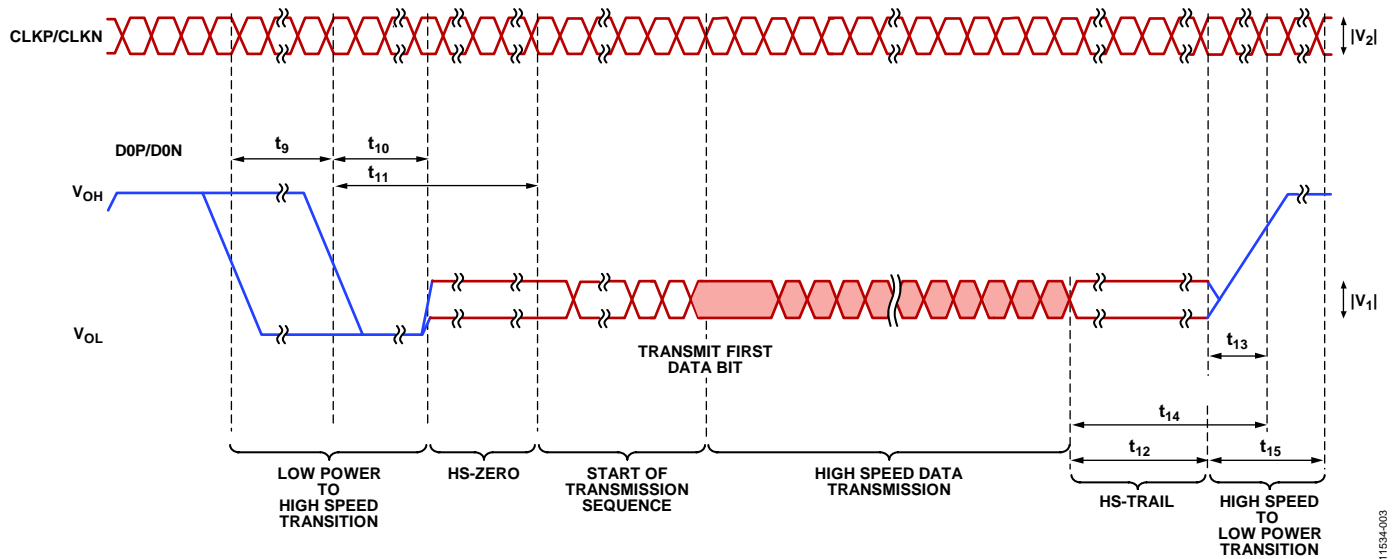 CLKP/CLKN
|V2|
D0P/D0N
t9
t10
t11
VOH
VOL
|V1|
TRANSMIT FIRST
DATA BIT
t13
t14
t12
t15
LOW POWER
TO
HIGH SPEED
TRANSITION
HS-ZERO
START OF
TRANSMISSION
SEQUENCE
HIGH SPEED DATA
TRANSMISSION
HS-TRAIL
HIGH SPEED
TO
LOW POWER
TRANSITION
11534-003